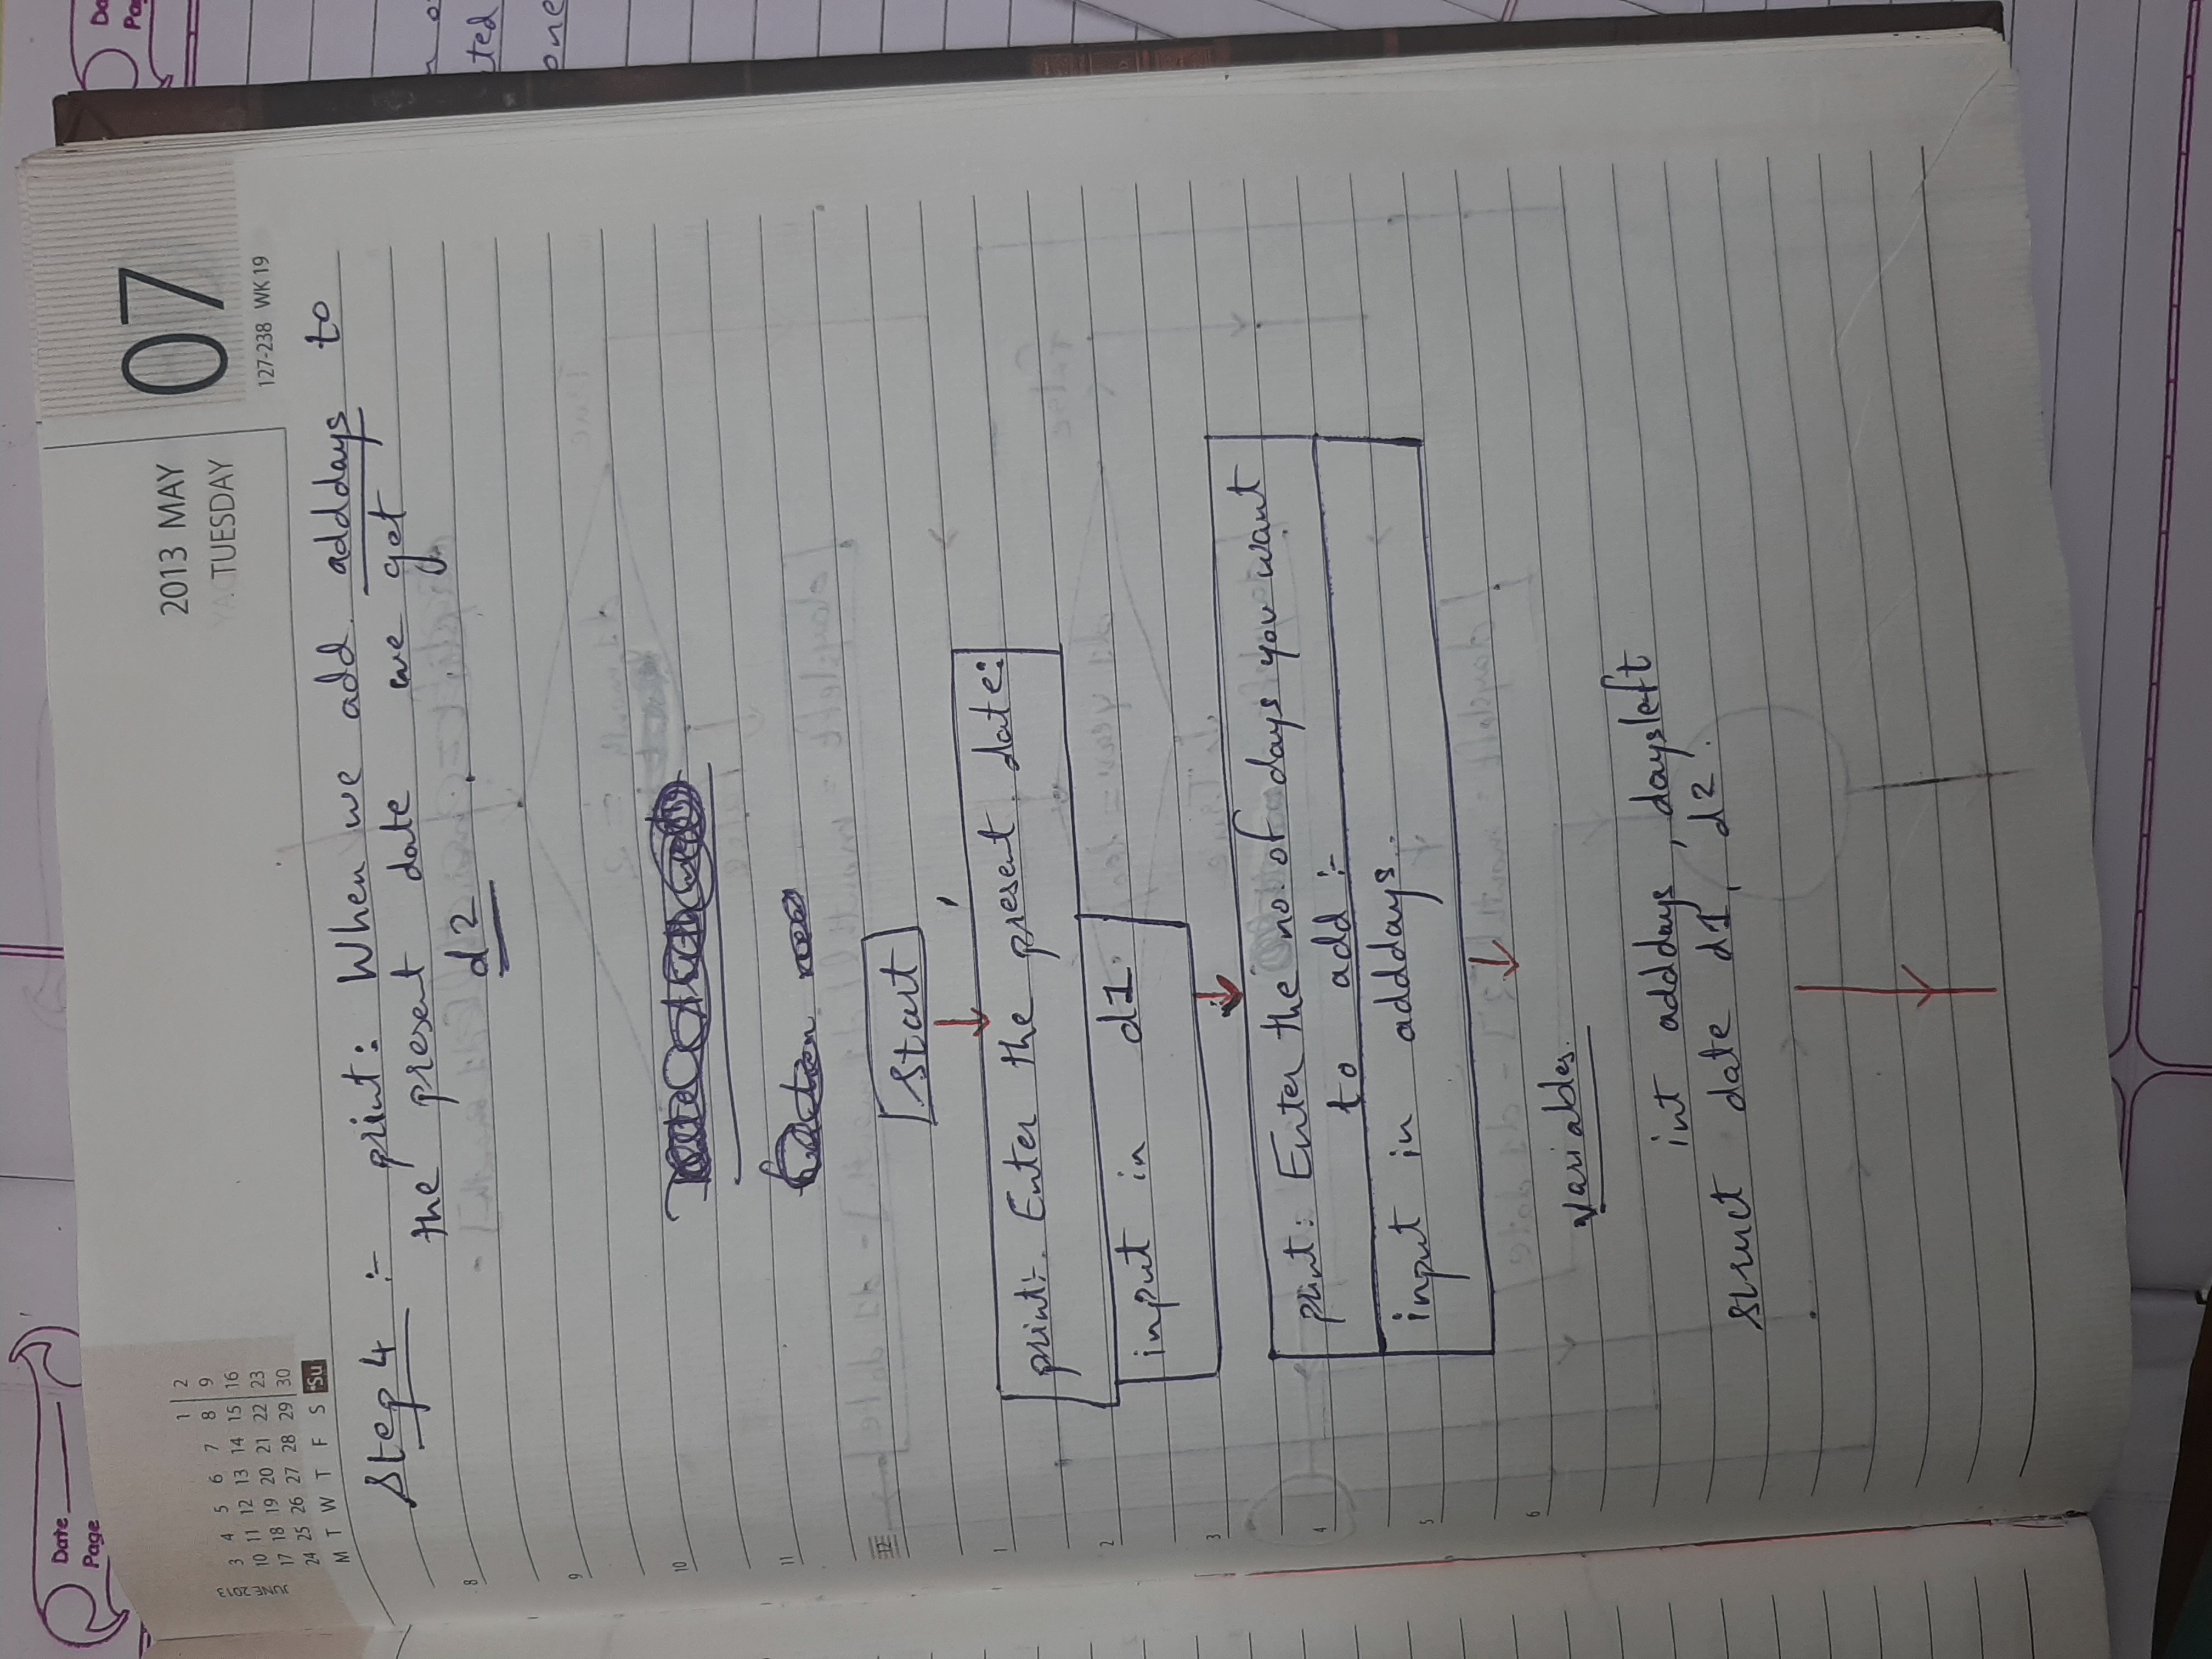 Date
Page
2013 MAY
TUESDAY
07
127-238 WK 19
JUNE 2013
1 2
3 4 5 6 7 8 9
10 11 12 13 14 15 16
17 18 19 20 21 22 23
24 25 26 27 28 29 30
M T W T F S Su
Step 4 :- print: When we add adddays to
the present date we get
d2
8
9
10
11
12
Start
1
print:- Enter the present date:
2
input in d1.
3
print: Enter the no. of days you want
4
to add :-
input in adddays.
5
6
Variables.
int adddays, daysleft
struct date d1, d2.
ted
one